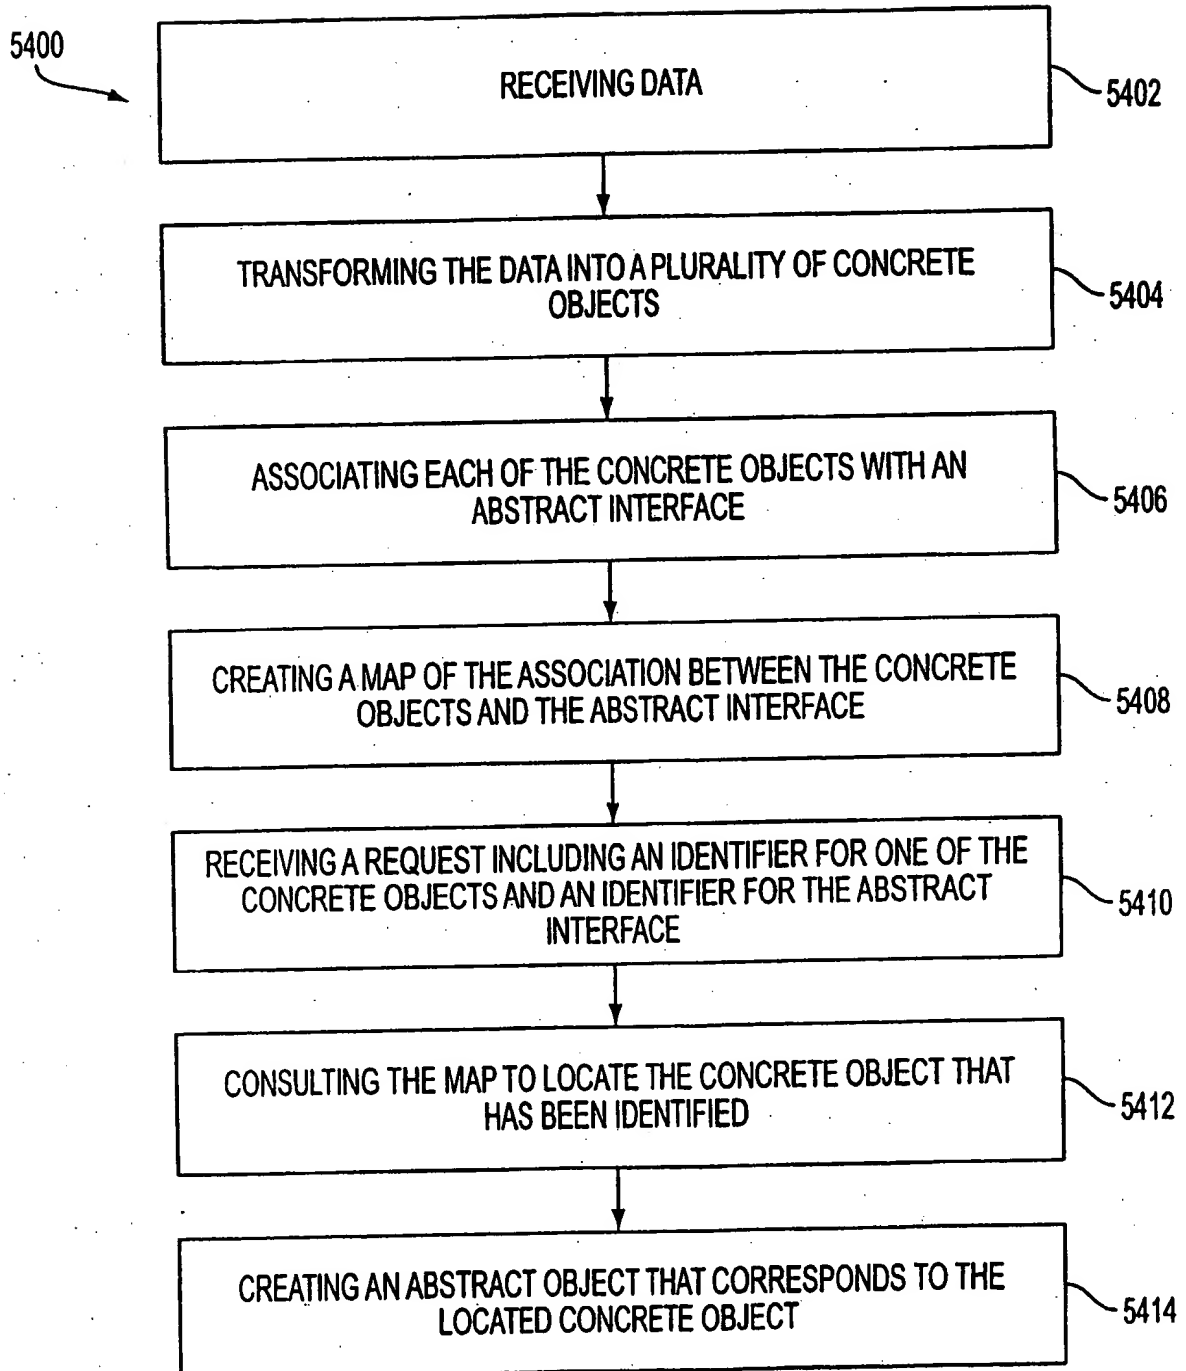 5400
RECEIVING DATA
5402
TRANSFORMING THE DATA INTO A PLURALITY OF CONCRETE
OBJECTS
5404
ASSOCIATING EACH OF THE CONCRETE OBJECTS WITH AN
ABSTRACT INTERFACE
5406
CREATING A MAP OF THE ASSOCIATION BETWEEN THE CONCRETE
OBJECTS AND THE ABSTRACT INTERFACE
5408
RECEIVING A REQUEST INCLUDING AN IDENTIFIER FOR ONE OF THE
CONCRETE OBJECTS AND AN IDENTIFIER FOR THE ABSTRACT
INTERFACE
5410
CONSULTING THE MAP TO LOCATE THE CONCRETE OBJECT THAT
HAS BEEN IDENTIFIED
5412
CREATING AN ABSTRACT OBJECT THAT CORRESPONDS TO THE
LOCATED CONCRETE OBJECT
5414